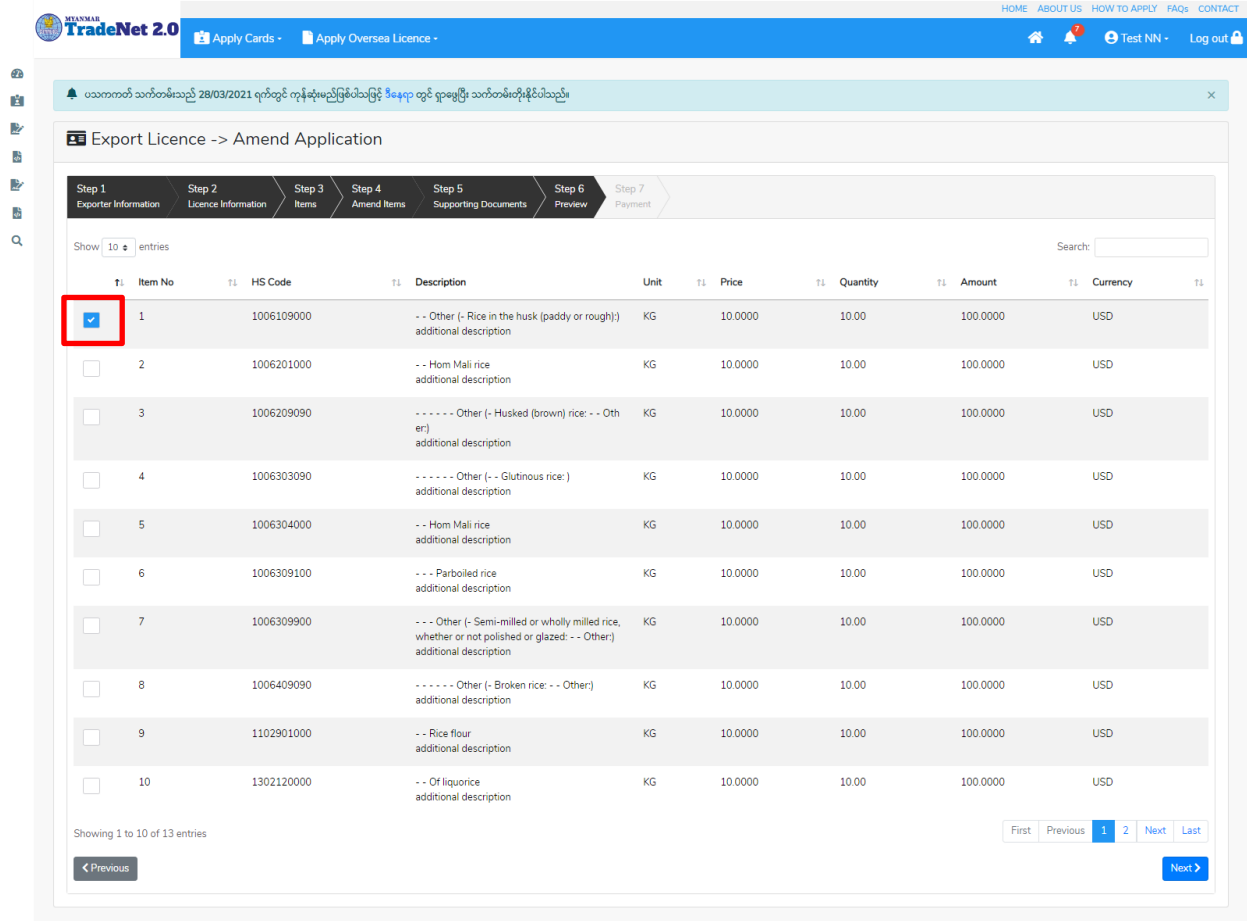 HOME ABOUT US HOW TO APPLY FAQs CONTACT
MYANMAR
TradeNet 2.0
Apply Cards Apply Oversea Licence 7 Test NN Log out
ပသကကတ် သက်တမ်းသည် 28/03/2021 ရက်တွင် ကုန်ဆုံးမည်ဖြစ်ပါသဖြင့် ဒီနေရာ တွင် ရှာဖွေပြီး သက်တမ်းတိုးနိုင်ပါသည်။ ×
Export Licence -> Amend Application
Step 1 Step 2 Step 3 Step 4 Step 5 Step 6 Step 7
Exporter Information Licence Information Items Amend Items Supporting Documents Preview Payment
Show 10 entries Search:
Item No HS Code Description Unit Price Quantity Amount Currency
1 1006109000 - - Other (- Rice in the husk (paddy or rough):) KG 10.0000 10.00 100.0000 USD
additional description
2 1006201000 - - Hom Mali rice KG 10.0000 10.00 100.0000 USD
additional description
3 1006209090 - - - - - - Other (- Husked (brown) rice: - - Oth KG 10.0000 10.00 100.0000 USD
er:)
additional description
4 1006303090 - - - - - - Other (- - Glutinous rice: ) KG 10.0000 10.00 100.0000 USD
additional description
5 1006304000 - - Hom Mali rice KG 10.0000 10.00 100.0000 USD
additional description
6 1006309100 - - - Parboiled rice KG 10.0000 10.00 100.0000 USD
additional description
7 1006309900 - - - Other (- Semi-milled or wholly milled rice, KG 10.0000 10.00 100.0000 USD
whether or not polished or glazed: - - Other:)
additional description
8 1006409090 - - - - - - Other (- Broken rice: - - Other:) KG 10.0000 10.00 100.0000 USD
additional description
9 1102901000 - - Rice flour KG 10.0000 10.00 100.0000 USD
additional description
10 1302120000 - - Of liquorice KG 10.0000 10.00 100.0000 USD
additional description
Showing 1 to 10 of 13 entries First Previous 1 2 Next Last
Previous Next